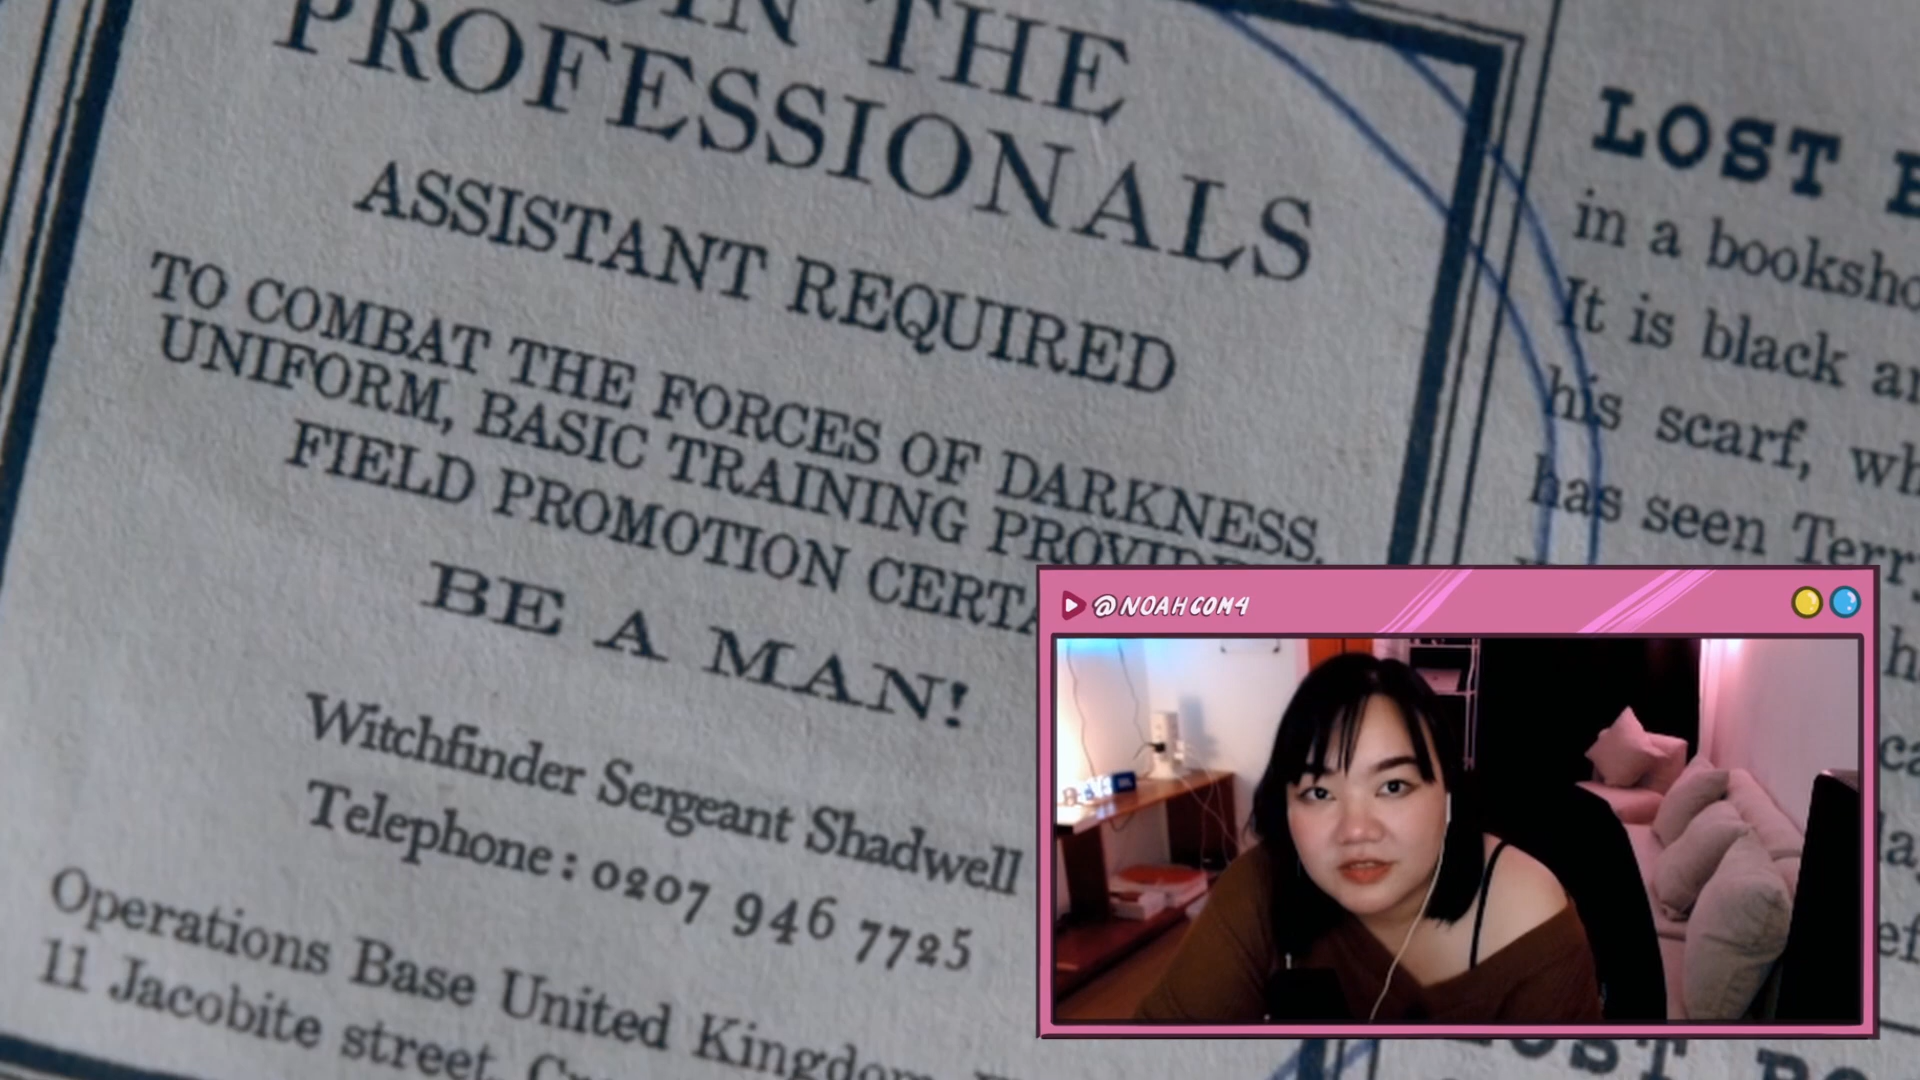 IN THE
PROFESSIONALS
ASSISTANT REQUIRED
TO COMBAT THE FORCES OF DARKNESS.
UNIFORM, BASIC TRAINING
FIELD PROMOTION
BE A MAN!
Witchfinder Sergeant Shadwell
Telephone: 0207 946 7725
Operations Base United
11 Jacobite street,
LOST
in a
It is black
his scarf,
has seen
@NOAHCOM4